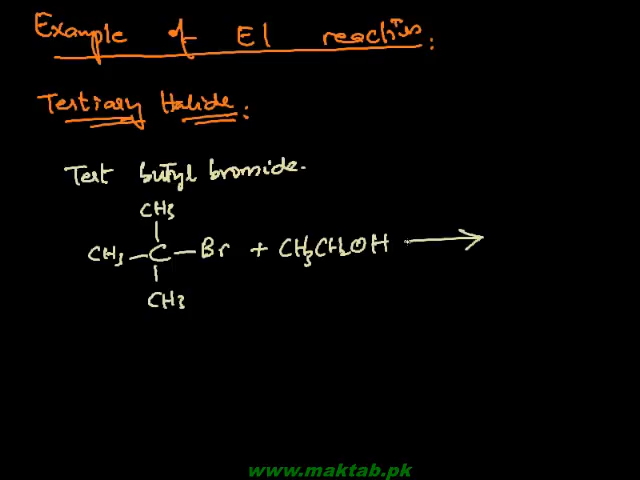 Example of E1 reaction:
Tertiary Halide:
Tert butyl bromide.
CH3
CH3 — C — Br + CH3CH2OH →
CH3
www.maktab.pk